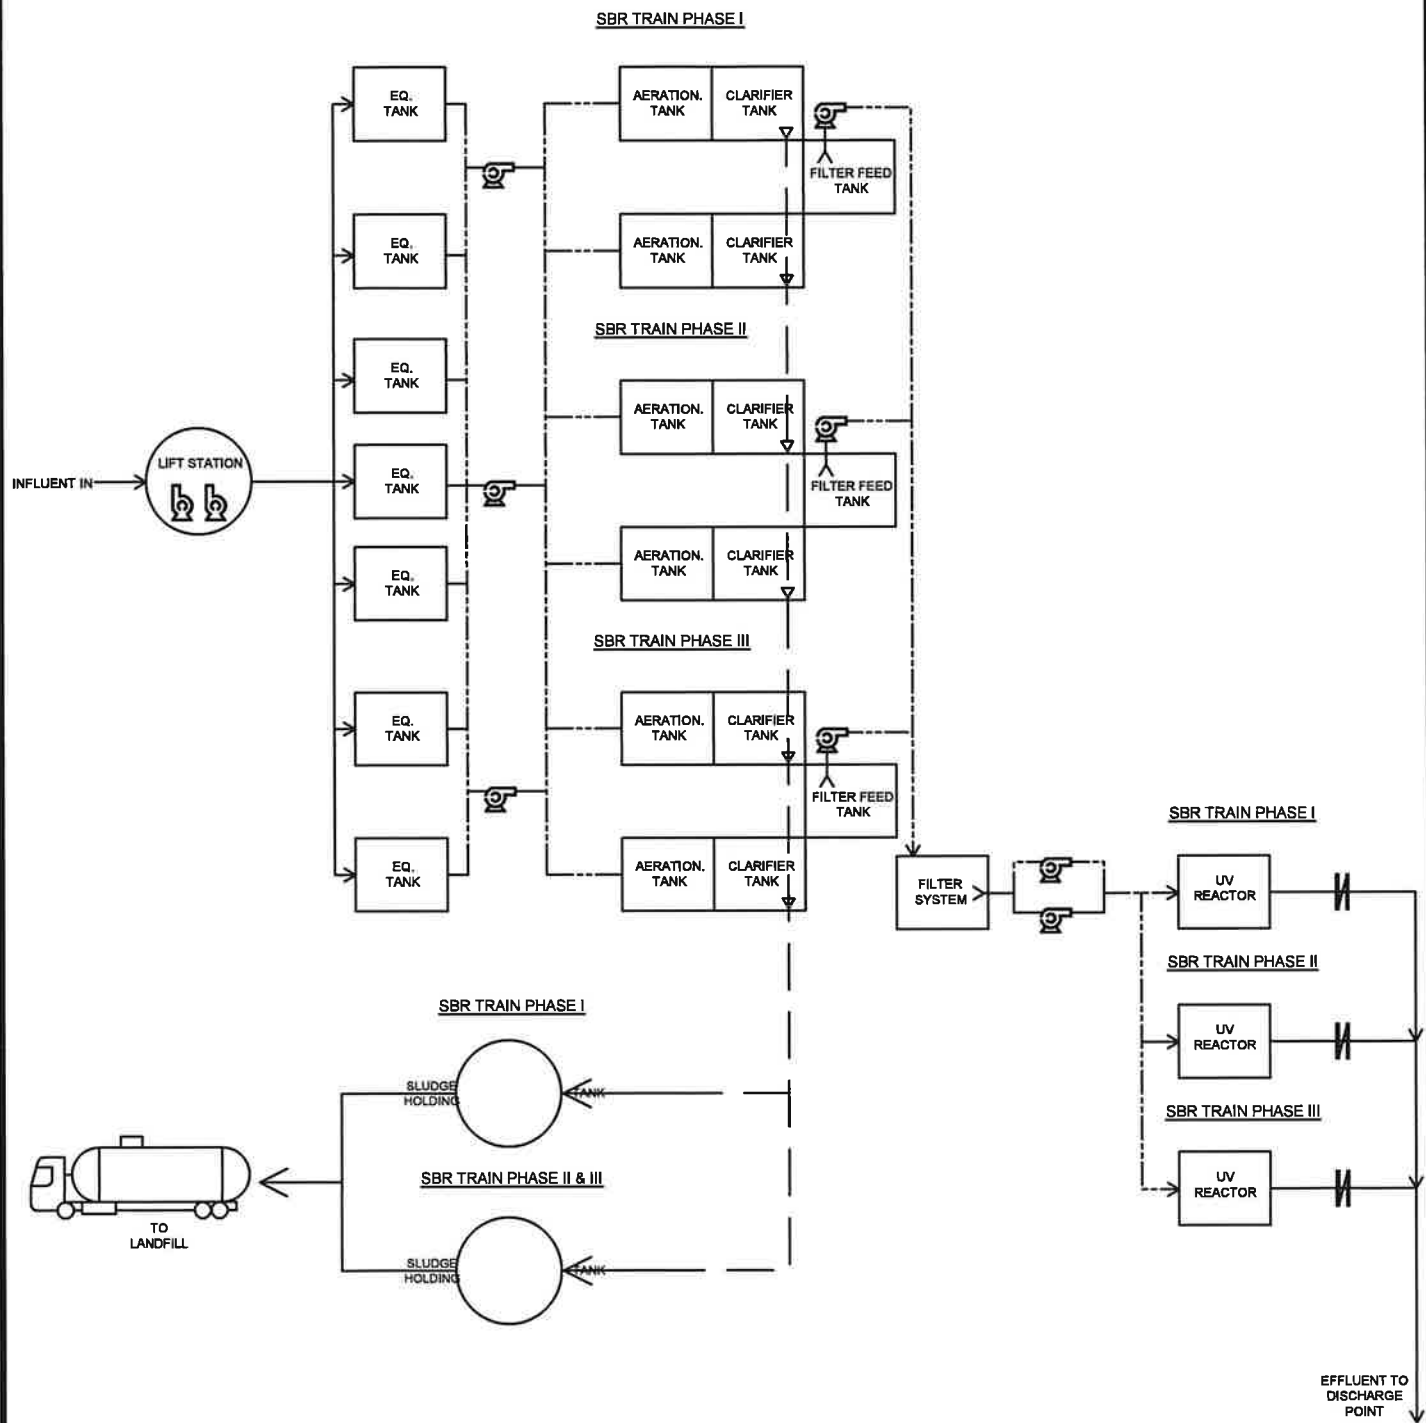 SBR TRAIN PHASE I
EQ.
TANK
AERATION.
TANK
CLARIFIER
TANK
FILTER FEED
TANK
EQ.
TANK
AERATION.
TANK
CLARIFIER
TANK
SBR TRAIN PHASE II
EQ.
TANK
AERATION.
TANK
CLARIFIER
TANK
INFLUENT IN
LIFT STATION
EQ.
TANK
FILTER FEED
TANK
EQ.
TANK
AERATION.
TANK
CLARIFIER
TANK
SBR TRAIN PHASE III
EQ.
TANK
AERATION.
TANK
CLARIFIER
TANK
FILTER FEED
TANK
EQ.
TANK
AERATION.
TANK
CLARIFIER
TANK
FILTER
SYSTEM
SBR TRAIN PHASE I
UV
REACTOR
SBR TRAIN PHASE II
UV
REACTOR
SBR TRAIN PHASE III
UV
REACTOR
SBR TRAIN PHASE I
SLUDGE
HOLDING
TANK
SBR TRAIN PHASE II & III
SLUDGE
HOLDING
TANK
TO
LANDFILL
EFFLUENT TO
DISCHARGE
POINT